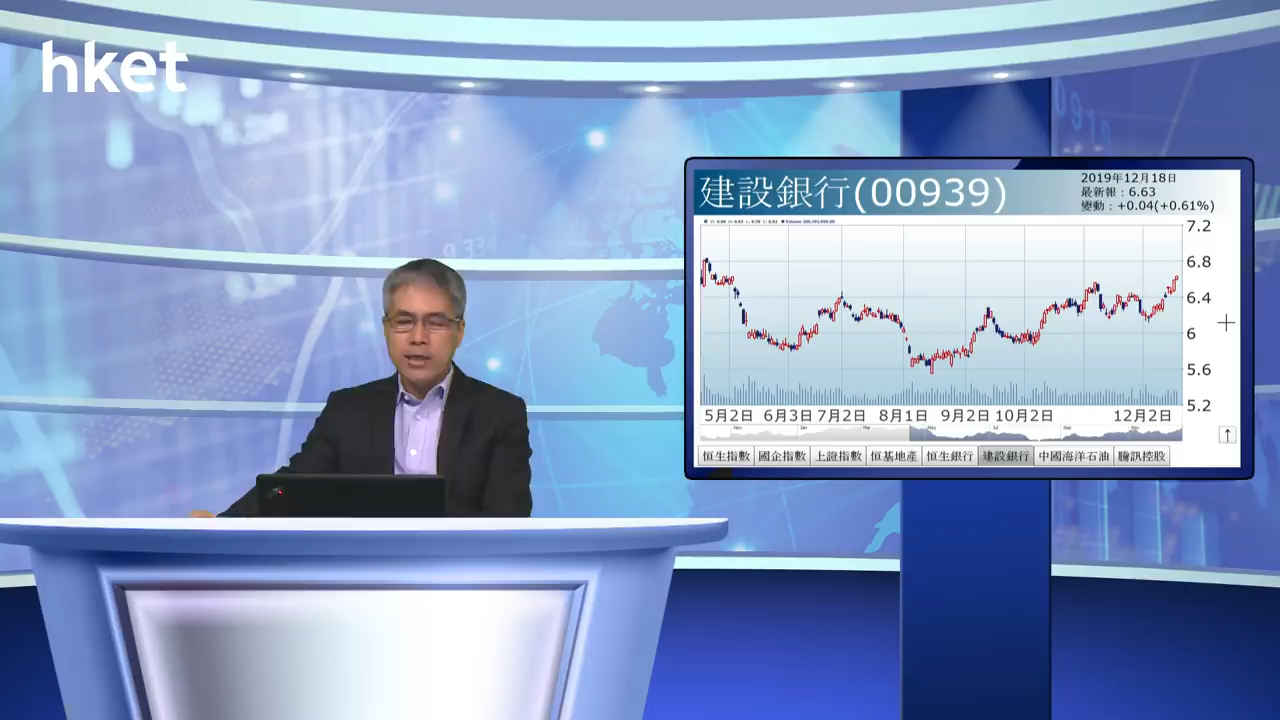 hket
建設銀行(00939)
2019年12月18日
最新報：6.63
變動：+0.04(+0.61%)
7.2
6.8
6.4
6
5.6
5.2
5月2日 6月3日 7月2日 8月1日 9月2日 10月2日 12月2日
恒生指數 國企指數 上證指數 恒基地產 恒生銀行 建設銀行 中國海洋石油 騰訊控股